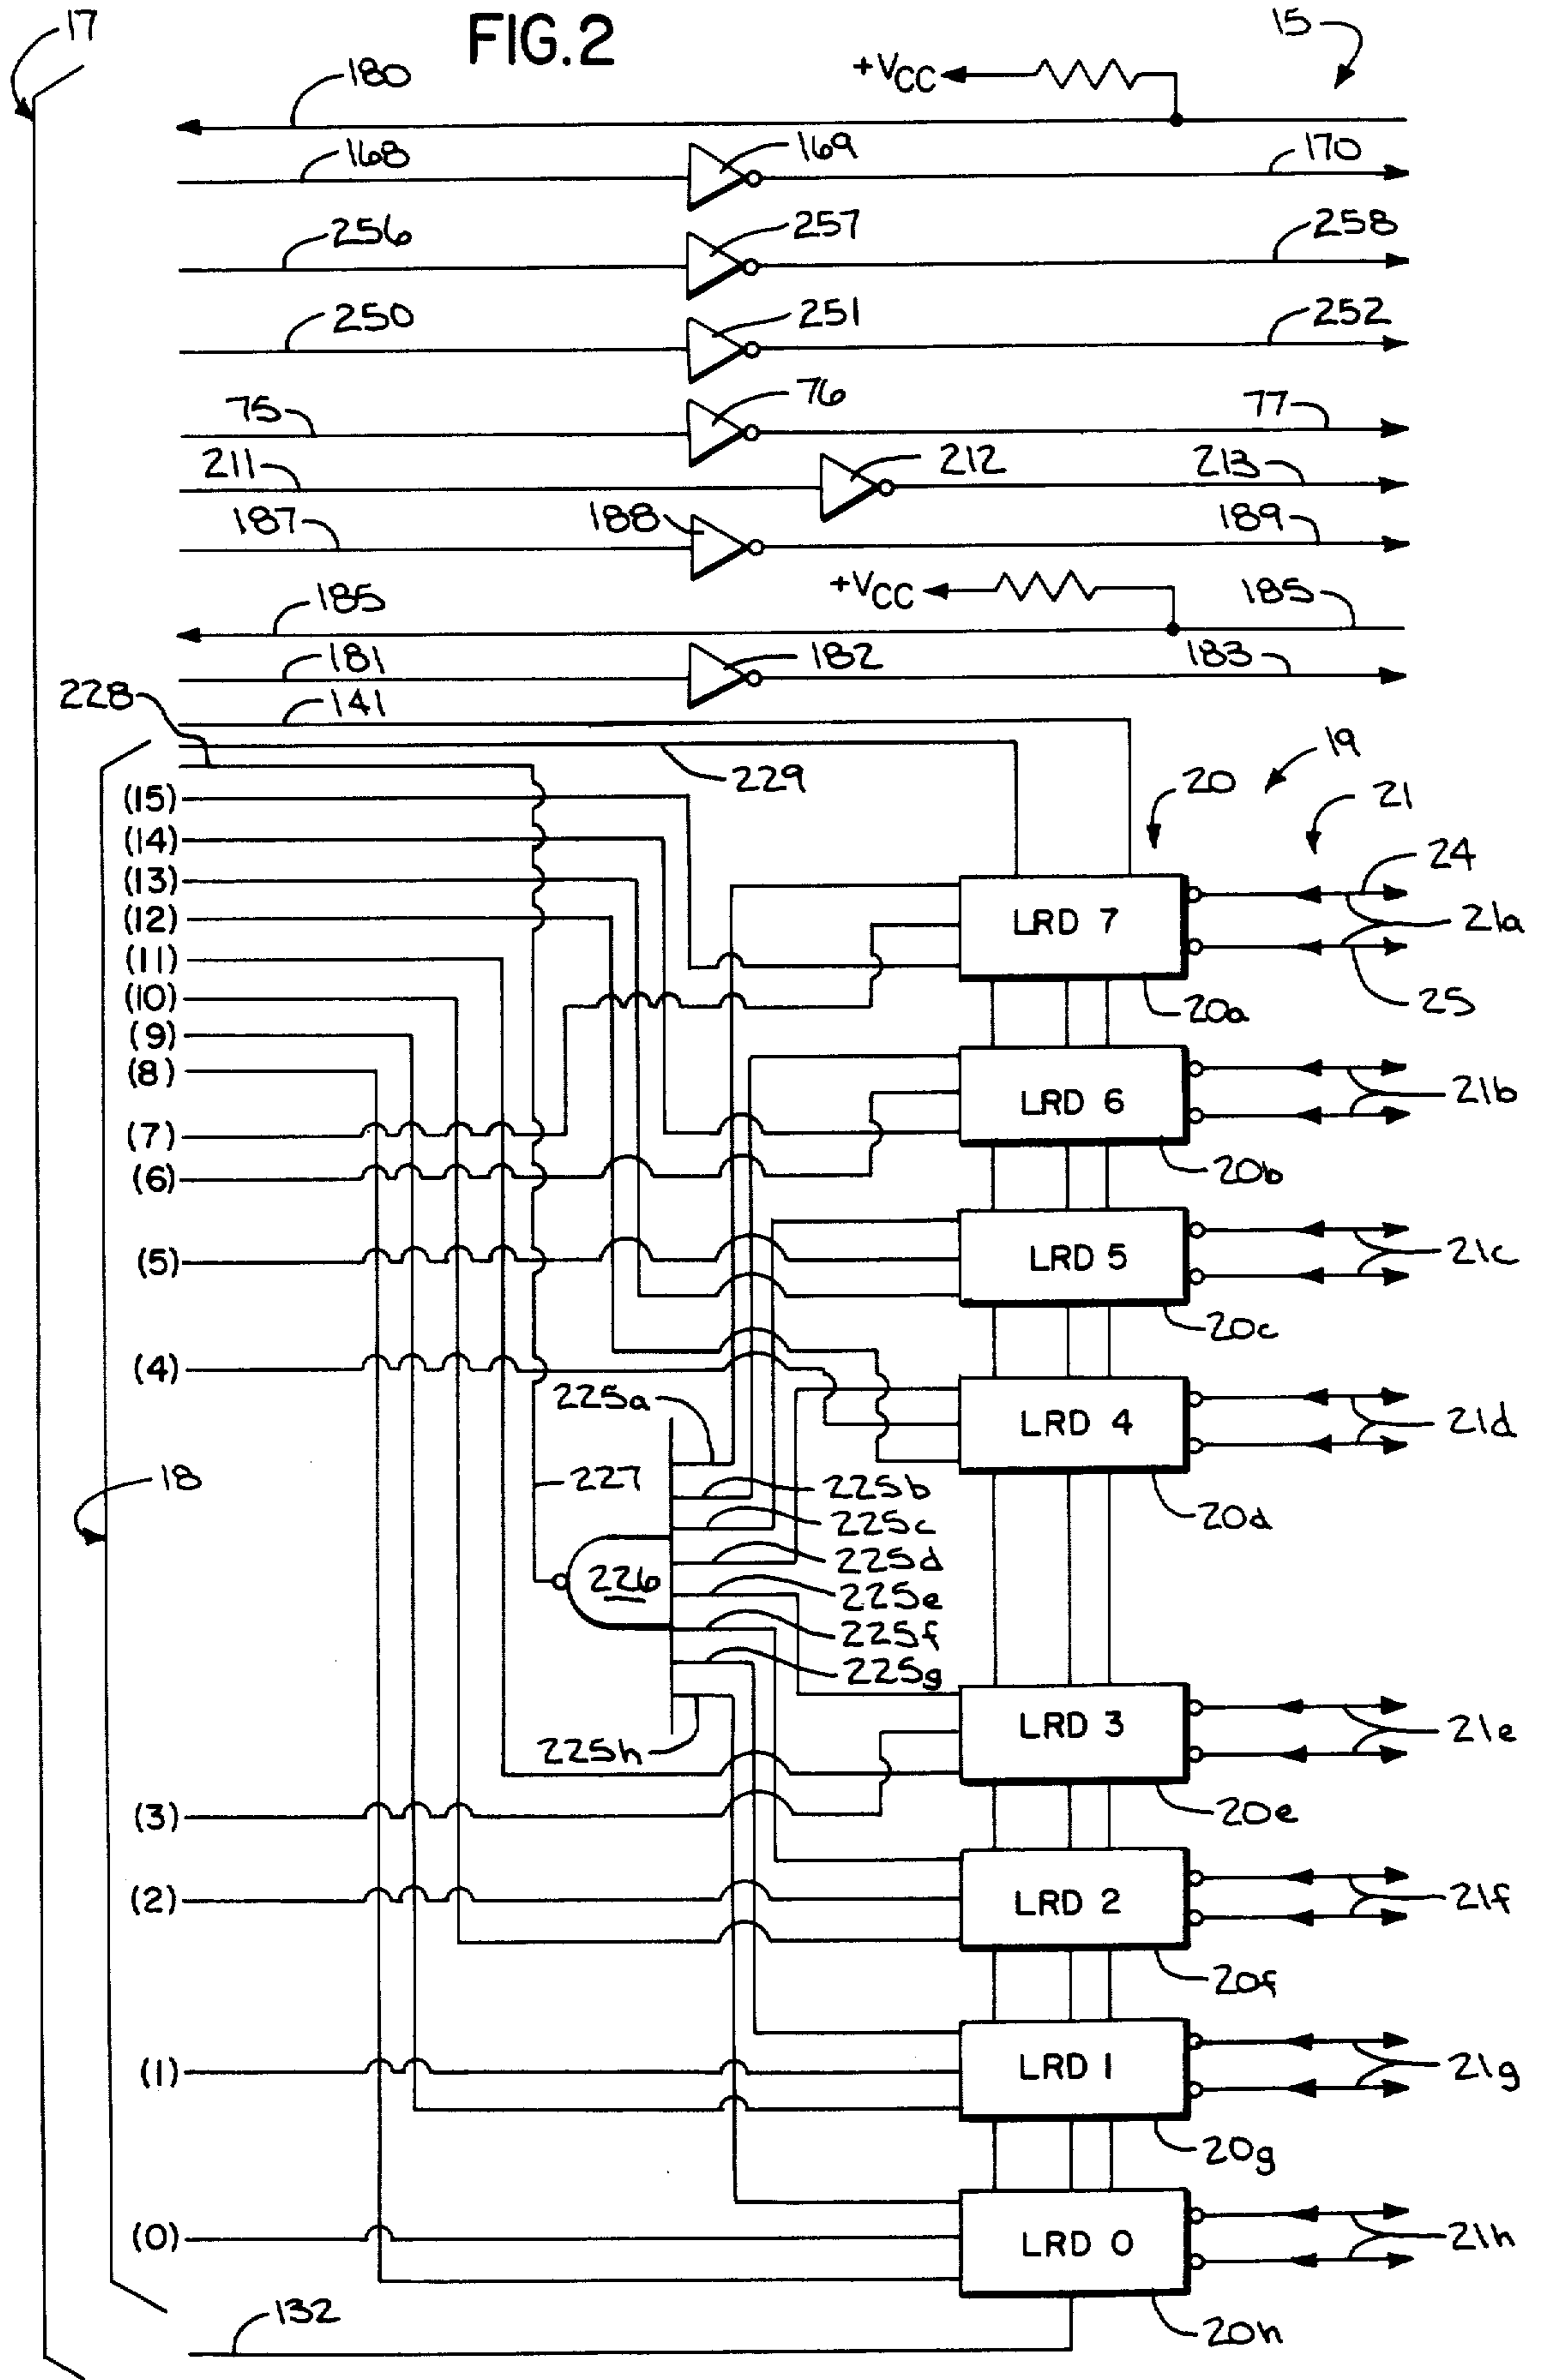 FIG.2
17
15
180
+VCC
168
169
170
256
257
258
250
251
252
75
76
77
211
212
213
187
188
189
+VCC
185
185
181
182
183
228
141
229
20
19
21
(15)
(14)
(13)
(12)
(11)
(10)
(9)
(8)
(7)
(6)
(5)
(4)
(3)
(2)
(1)
(0)
LRD 7
24
21a
25
20a
LRD 6
21b
20b
LRD 5
21c
20c
LRD 4
21d
20d
225a
227
225b
225c
225d
226
225e
225f
225g
225h
18
LRD 3
21e
20e
LRD 2
21f
20f
LRD 1
21g
20g
LRD 0
21h
20h
132